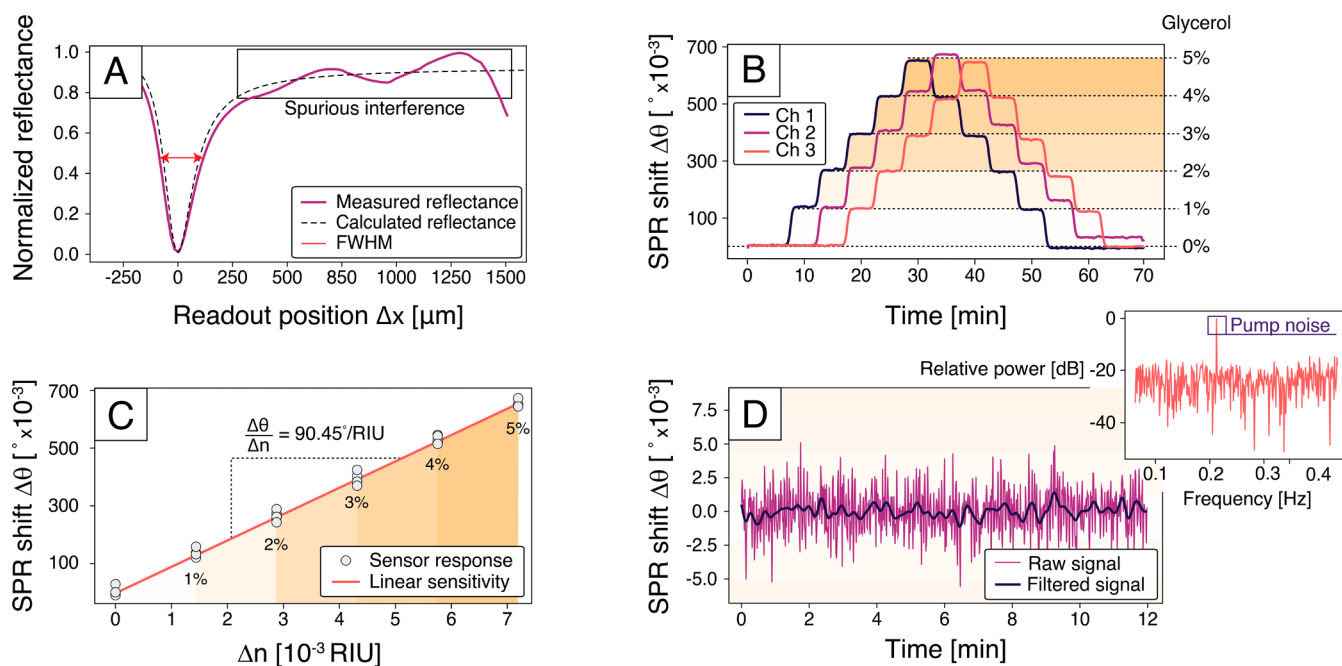 A
Normalized reflectance
1.0
0.8
0.6
0.4
0.2
0.0
Spurious interference
Measured reflectance
Calculated reflectance
FWHM
-250 0 250 500 850 1000 1250 1500
Readout position Δx [µm]
B
Glycerol
SPR shift Δθ [ ˚ x10⁻³]
700
500
300
100
5%
4%
3%
2%
1%
0%
Ch 1
Ch 2
Ch 3
0 10 20 30 40 50 60 70
Time [min]
C
SPR shift Δθ [ ˚ x10⁻³]
700
500
300
100
Δθ/Δn = 90.45˚/RIU
1%
2%
3%
4%
5%
Sensor response
Linear sensitivity
0 1 2 3 4 5 6 7
Δn [10⁻³ RIU]
D
SPR shift Δθ [ ˚ x10⁻³]
7.5
5.0
2.5
0.0
-2.5
-5.0
Raw signal
Filtered signal
0 2 4 6 8 10 12
Time [min]
Relative power [dB]
0
-20
-40
Pump noise
0.1 0.2 0.3 0.4
Frequency [Hz]